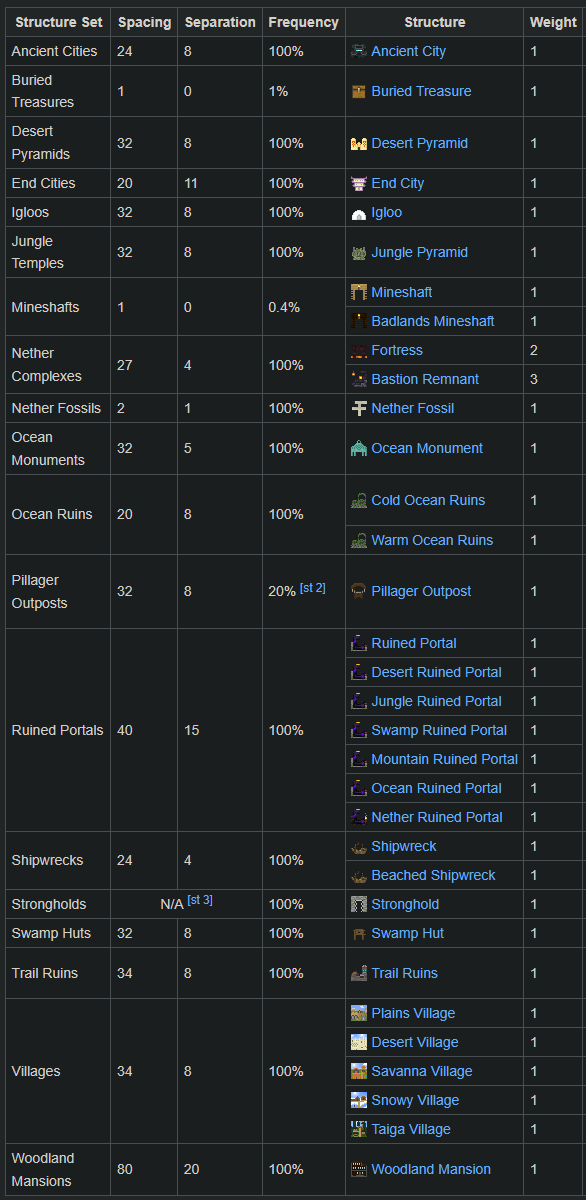 Structure Set Spacing Separation Frequency Structure Weight
Ancient Cities 24 8 100% Ancient City 1
Buried
Treasures 1 0 1% Buried Treasure 1
Desert
Pyramids 32 8 100% Desert Pyramid 1
End Cities 20 11 100% End City 1
Igloos 32 8 100% Igloo 1
Jungle
Temples 32 8 100% Jungle Pyramid 1
Mineshafts 1 0 0.4% Mineshaft 1
Badlands Mineshaft 1
Nether
Complexes 27 4 100% Fortress 2
Bastion Remnant 3
Nether Fossils 2 1 100% Nether Fossil 1
Ocean
Monuments 32 5 100% Ocean Monument 1
Ocean Ruins 20 8 100% Cold Ocean Ruins 1
Warm Ocean Ruins 1
Pillager
Outposts 32 8 20% [st 2] Pillager Outpost 1
Ruined Portals 40 15 100% Ruined Portal 1
Desert Ruined Portal 1
Jungle Ruined Portal 1
Swamp Ruined Portal 1
Mountain Ruined Portal 1
Ocean Ruined Portal 1
Nether Ruined Portal 1
Shipwrecks 24 4 100% Shipwreck 1
Beached Shipwreck 1
Strongholds N/A [st 3] 100% Stronghold 1
Swamp Huts 32 8 100% Swamp Hut 1
Trail Ruins 34 8 100% Trail Ruins 1
Villages 34 8 100% Plains Village 1
Desert Village 1
Savanna Village 1
Snowy Village 1
Taiga Village 1
Woodland
Mansions 80 20 100% Woodland Mansion 1